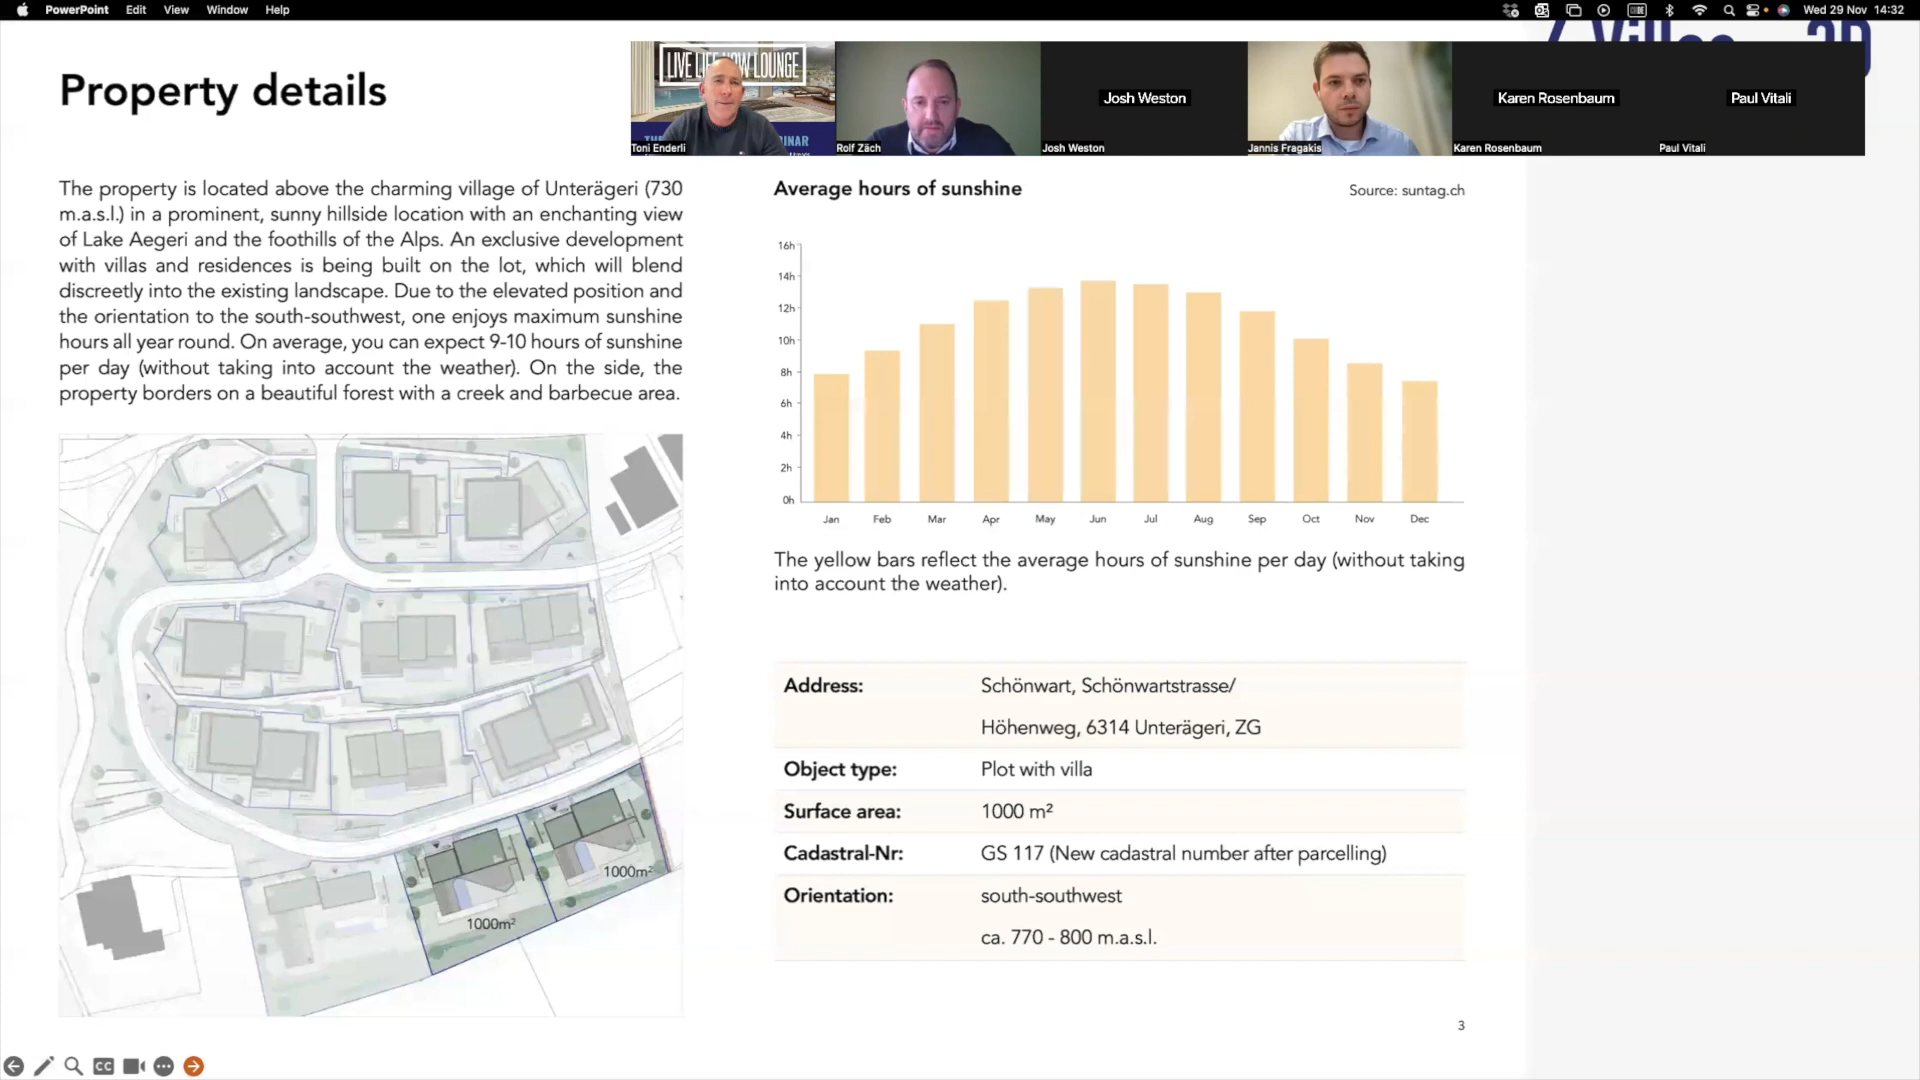 PowerPoint Edit View Window Help
Wed 29 Nov 14:32
Property details
LIVE LIFE NOW LOUNGE
Toni Enderli
Rolf Zäch
Josh Weston
Josh Weston
Jannis Fragakis
Karen Rosenbaum
Karen Rosenbaum
Paul Vitali
Paul Vitali
The property is located above the charming village of Unterägeri (730
m.a.s.l.) in a prominent, sunny hillside location with an enchanting view
of Lake Aegeri and the foothills of the Alps. An exclusive development
with villas and residences is being built on the lot, which will blend
discreetly into the existing landscape. Due to the elevated position and
the orientation to the south-southwest, one enjoys maximum sunshine
hours all year round. On average, you can expect 9-10 hours of sunshine
per day (without taking into account the weather). On the side, the
property borders on a beautiful forest with a creek and barbecue area.
1000m²
1000m²
Average hours of sunshine
Source: suntag.ch
16h
14h
12h
10h
8h
6h
4h
2h
0h
Jan Feb Mar Apr May Jun Jul Aug Sep Oct Nov Dec
The yellow bars reflect the average hours of sunshine per day (without taking
into account the weather).
Address: Schönwart, Schönwartstrasse/
Höhenweg, 6314 Unterägeri, ZG
Object type: Plot with villa
Surface area: 1000 m²
Cadastral-Nr: GS 117 (New cadastral number after parcelling)
Orientation: south-southwest
ca. 770 - 800 m.a.s.l.
3
CC